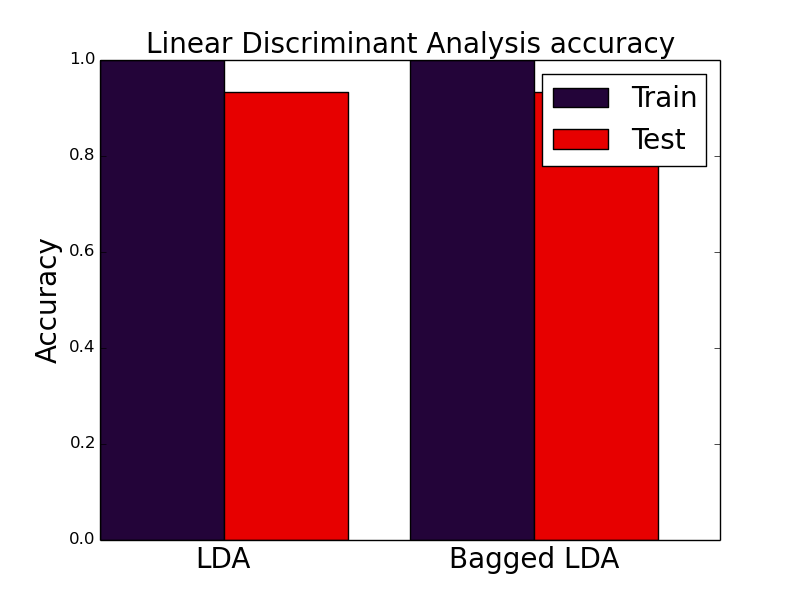 Linear Discriminant Analysis accuracy
1.0
0.8
0.6
0.4
0.2
0.0
Accuracy
Train
Test
LDA
Bagged LDA